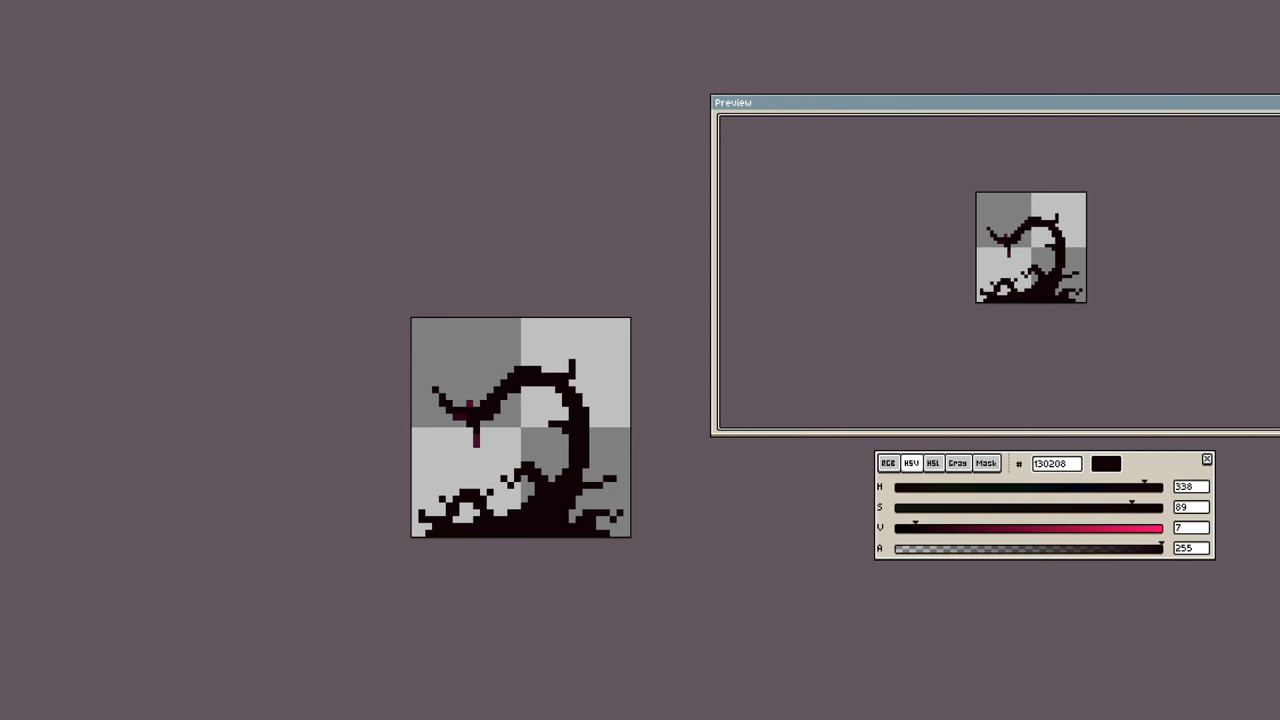 Preview
RGB HSV HSL Gray Mask # 130208
H 338
S 89
V 7
A 255